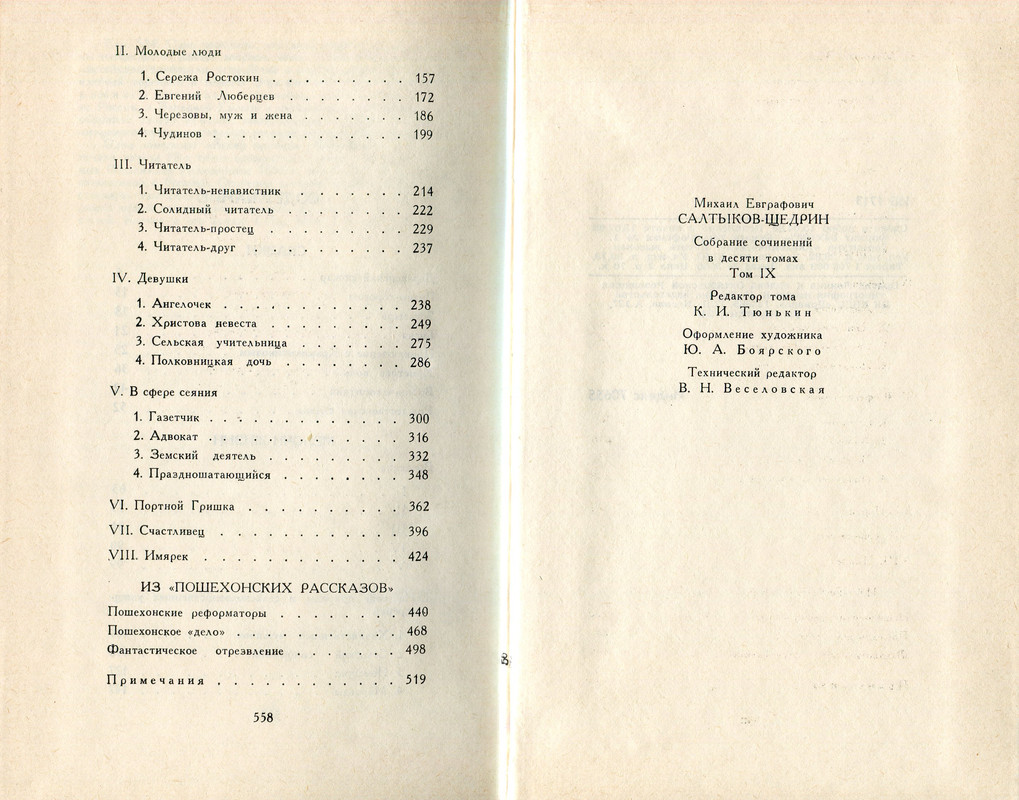 II. Молодые люди
1. Сережа Ростокин . . . . . . . . . 157
2. Евгений Люберцев . . . . . . . . 172
3. Черезовы, муж и жена . . . . . . . 186
4. Чудинов . . . . . . . . . . . . . 199
III. Читатель
1. Читатель-ненавистник . . . . . . . 214
2. Солидный читатель . . . . . . . . 222
3. Читатель-простец . . . . . . . . . 229
4. Читатель-друг . . . . . . . . . . 237
IV. Девушки
1. Ангелочек . . . . . . . . . . . . 238
2. Христова невеста . . . . . . . . . 249
3. Сельская учительница . . . . . . . 275
4. Полковницкая дочь . . . . . . . . 286
V. В сфере сеяния
1. Газетчик . . . . . . . . . . . . . 300
2. Адвокат . . . . . . . . . . . . . 316
3. Земский деятель . . . . . . . . . 332
4. Праздношатающийся . . . . . . . . 348
VI. Портной Гришка . . . . . . . . . . 362
VII. Счастливец . . . . . . . . . . . . 396
VIII. Имярек . . . . . . . . . . . . . 424
ИЗ «ПОШЕХОНСКИХ РАССКАЗОВ»
Пошехонские реформаторы . . . . . . . . 440
Пошехонское «дело» . . . . . . . . . . . 468
Фантастическое отрезвление . . . . . . . 498
Примечания . . . . . . . . . . . . 519
558
Михаил Евграфович
САЛТЫКОВ-ЩЕДРИН
Собрание сочинений
в десяти томах
Том IX
Редактор тома
К. И. Тюнькин
Оформление художника
Ю. А. Боярского
Технический редактор
В. Н. Веселовская